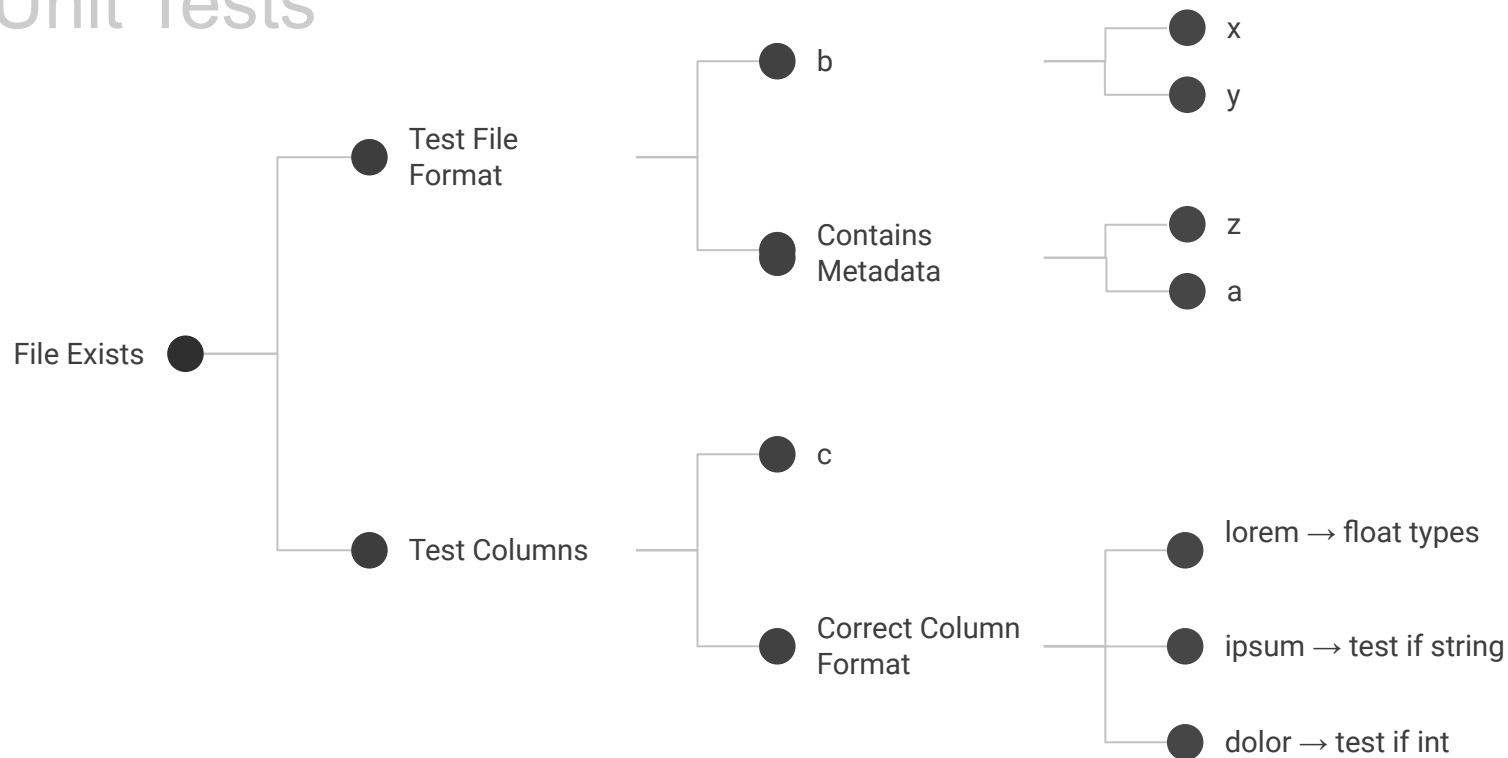 Unit Tests
x
b
y
Test File
Format
z
Contains
Metadata
a
File Exists
c
lorem → float types
Test Columns
Correct Column
Format
ipsum → test if string
dolor → test if int